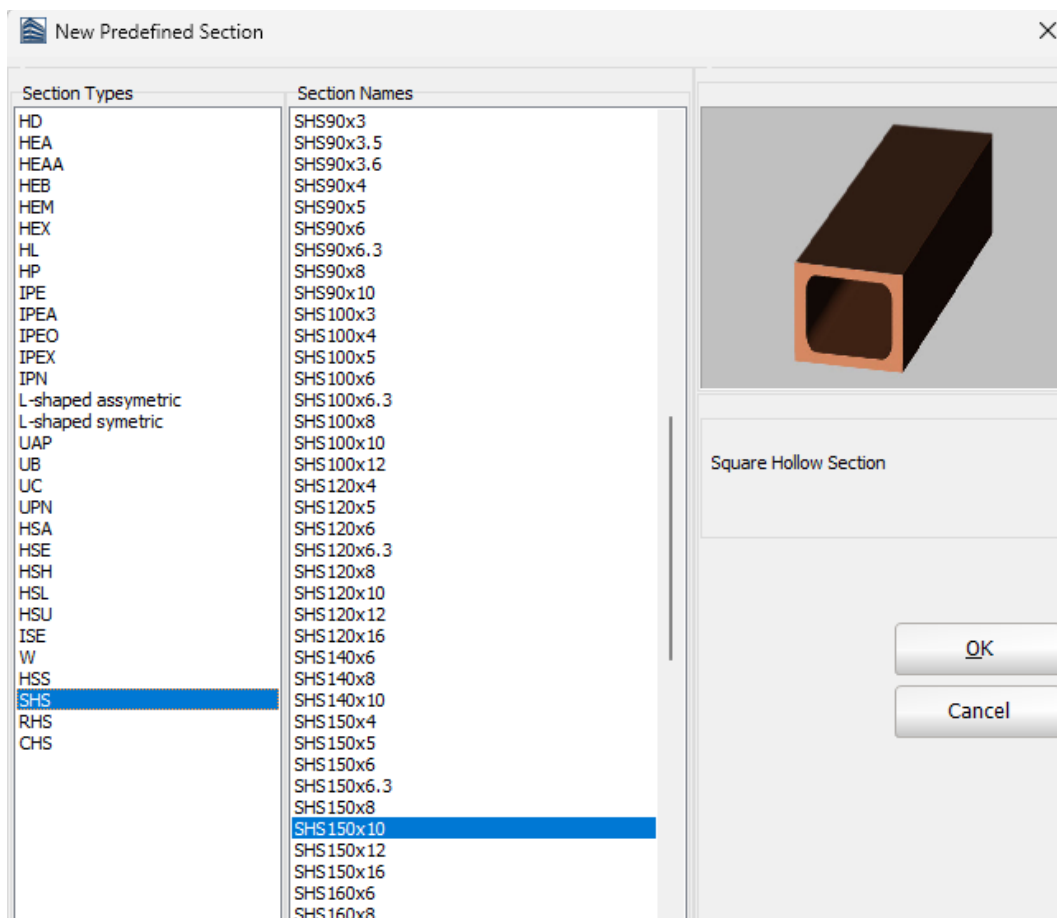 New Predefined Section
Section Types
HD
HEA
HEAA
HEB
HEM
HEX
HL
HP
IPE
IPEA
IPEO
IPEX
IPN
L-shaped assymetric
L-shaped symetric
UAP
UB
UC
UPN
HSA
HSE
HSH
HSL
HSU
ISE
W
HSS
SHS
RHS
CHS
Section Names
SHS90x3
SHS90x3.5
SHS90x3.6
SHS90x4
SHS90x5
SHS90x6
SHS90x6.3
SHS90x8
SHS90x10
SHS100x3
SHS100x4
SHS100x5
SHS100x6
SHS100x6.3
SHS100x8
SHS100x10
SHS100x12
SHS120x4
SHS120x5
SHS120x6
SHS120x6.3
SHS120x8
SHS120x10
SHS120x12
SHS120x16
SHS140x6
SHS140x8
SHS140x10
SHS150x4
SHS150x5
SHS150x6
SHS150x6.3
SHS150x8
SHS150x10
SHS150x12
SHS150x16
SHS160x6
SHS160x8
Square Hollow Section
OK
Cancel